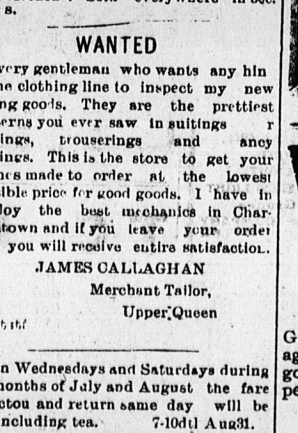 s.
WANTED
very gentleman who wants any hin
he clothing line to inspect my new
ng goods. They are the prettiest
erns you ever saw in suitings r
ings, trouserings and ancy
ings. This is the store to get your
hes made to order at the lowest
ible price for good goods. I have in
loy the best mechanics in Char-
town and if you leave your order
you will receive entire satisfaction.
JAMES CALLAGHAN
Merchant Tailor,
Upper Queen
n Wednesdays and Saturdays during
months of July and August the fare
ctou and return same day will be
including tea. 7-10dtl Aug31.
G
ag
go
pe